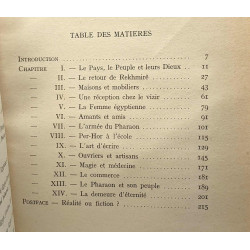 TABLE DES MATIERES
INTRODUCTION 7
CHAPITRE I. — Le Pays, le Peuple et leurs Dieux .. 11
— II. — Le retour de Rekhmiré 27
— III. — Maisons et mobiliers 43
— IV. — Une réception chez le vizir 61
— V. — La Femme égyptienne 79
— VI. — Amants et amis 91
— VII. — L'armée du Pharaon 101
— VIII. — Per-Hor à l'école 115
— IX. — L'art d'écrire 129
— X. — Ouvriers et artisans 145
— XI. — Magie et médecine 161
— XII. — Le commerce 181
— XIII. — Le Pharaon et son peuple 189
— XIV. — La demeure d'éternité 201
POSTFACE — Réalité ou fiction ? 215